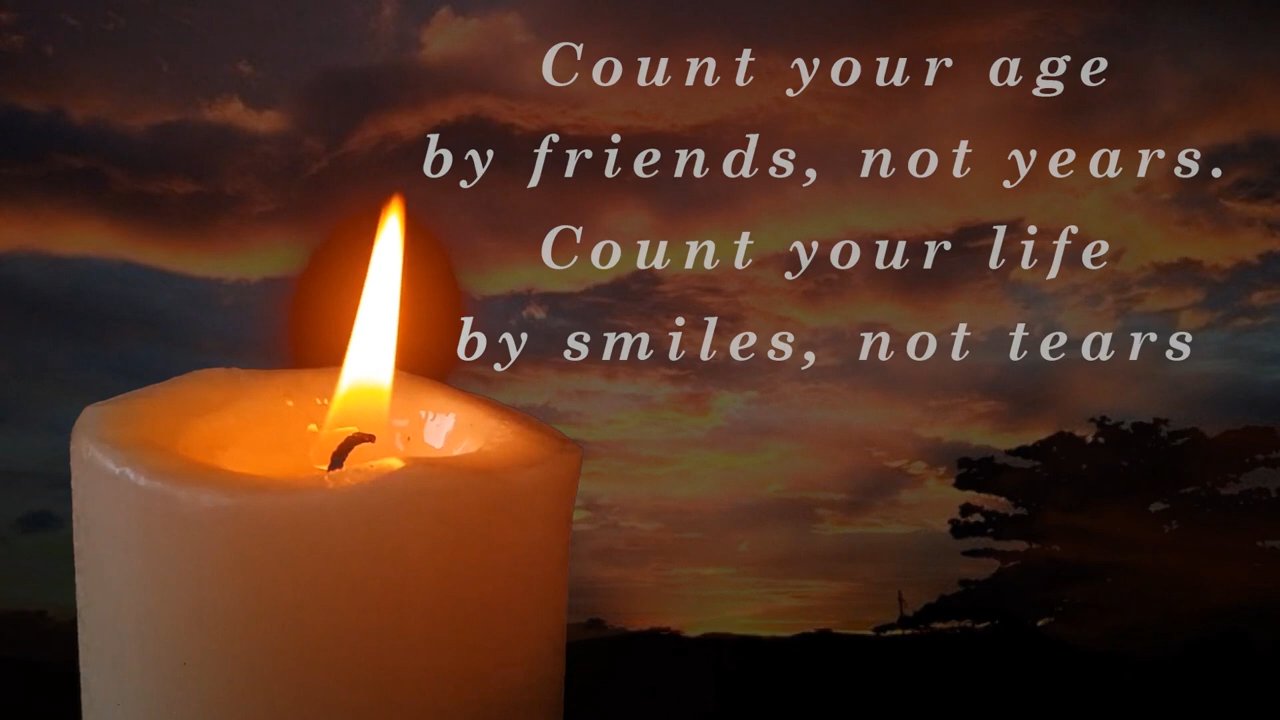 Count your age
by friends, not years.
Count your life
by smiles, not tears